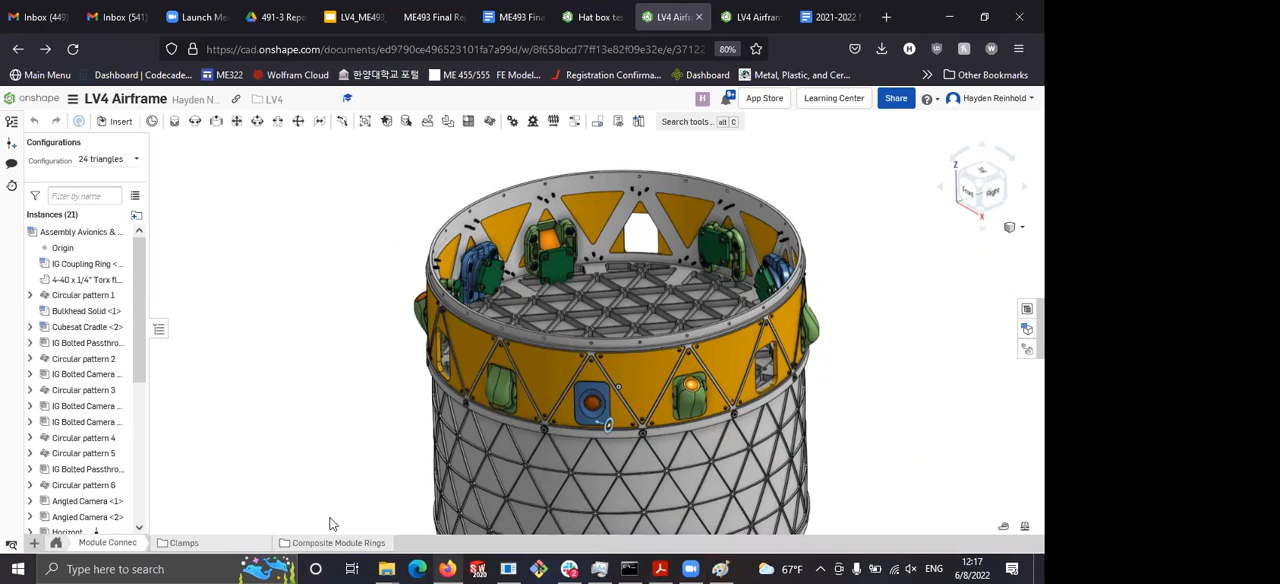 Inbox (449)
Inbox (541)
Launch Me
491-3 Repo
LV4_ME493_
ME493 Final Re
ME493 Fina
Hat box tes
LV4 Airfr
LV4 Airfram
2021-2022
https://cad.onshape.com/documents/ed9790ce496523101fa7a99d/w/8f658bcd77ff13e82f09e32e/e/37122
80%
Main Menu
Dashboard | Codecade...
ME322
Wolfram Cloud
한양대학교 포털
ME 455/555
FE Model...
Registration Confirma...
Dashboard
Metal, Plastic, and Cer...
Other Bookmarks
onshape
LV4 Airframe
Hayden N...
LV4
H
App Store
Learning Center
Share
Hayden Reinhold
Insert
Search tools...
alt C
Configurations
Configuration
24 triangles
Filter by name
Instances (21)
Assembly Avionics & ...
Origin
IG Coupling Ring <...
4-40 x 1/4" Torx fl...
Circular pattern 1
Bulkhead Solid <1>
Cubesat Cradle <2>
IG Bolted Passthro...
Circular pattern 2
IG Bolted Camera ...
Circular pattern 3
IG Bolted Camera ...
IG Bolted Camera ...
Circular pattern 4
Circular pattern 5
IG Bolted Passthro...
Circular pattern 6
Angled Camera <1>
Angled Camera <2>
Horizont
Z
Front
Right
X
Module Connec
Clamps
Composite Module Rings
Type here to search
67°F
ENG
12:17
6/8/2022